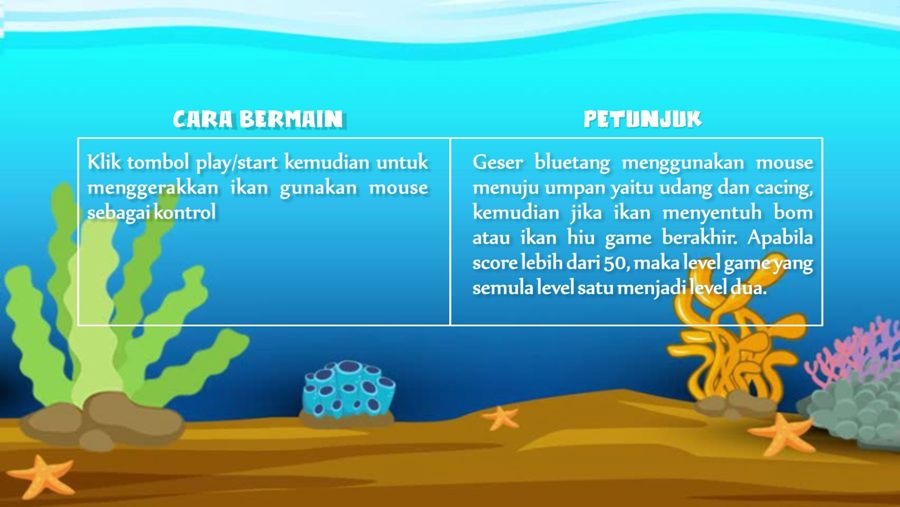 CARA BERMAIN
Klik tombol play/start kemudian untuk
menggerakkan ikan gunakan mouse
sebagai kontrol
PETUNJUK
Geser bluetang menggunakan mouse
menuju umpan yaitu udang dan cacing,
kemudian jika ikan menyentuh bom
atau ikan hiu game berakhir. Apabila
score lebih dari 50, maka level game yang
semula level satu menjadi level dua.